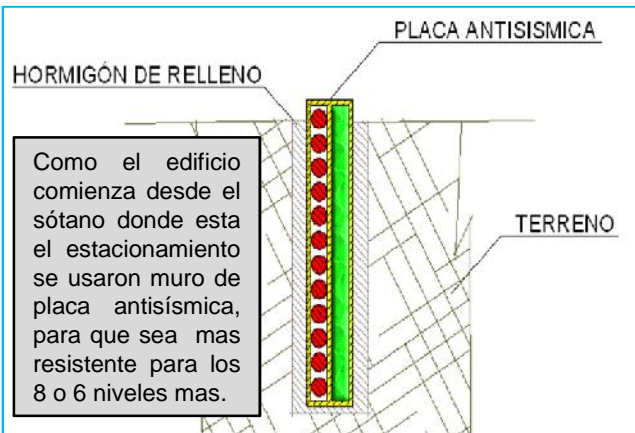 PLACA ANTISISMICA
HORMIGÓN DE RELLENO
Como el edificio
comienza desde el
sótano donde esta
el estacionamiento
se usaron muro de
placa antisísmica,
para que sea mas
resistente para los
8 o 6 niveles mas.
TERRENO